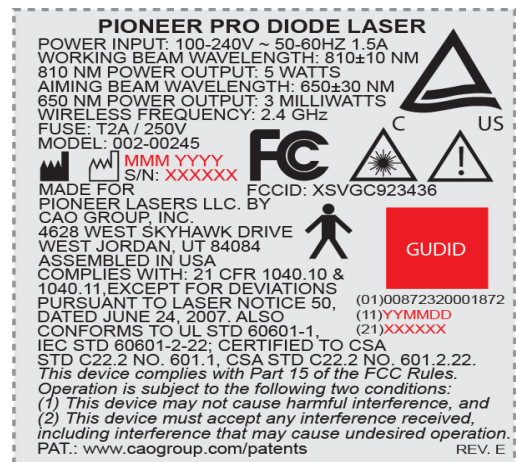 PIONEER PRO DIODE LASER
POWER INPUT: 100-240V ~ 50-60HZ 1.5A
WORKING BEAM WAVELENGTH: 810±10 NM
810 NM POWER OUTPUT: 5 WATTS
AIMING BEAM WAVELENGTH: 650±30 NM
650 NM POWER OUTPUT: 3 MILLIWATTS
WIRELESS FREQUENCY: 2.4 GHz
FUSE: T2A / 250V
MODEL: 002-00245
C US
FC
MMM YYYY
S/N: XXXXXX
MADE FOR
FCCID: XSVGC923436
PIONEER LASERS LLC. BY
CAO GROUP, INC.
4628 WEST SKYHAWK DRIVE
WEST JORDAN, UT 84084
ASSEMBLED IN USA
COMPLIES WITH: 21 CFR 1040.10 &
1040.11,EXCEPT FOR DEVIATIONS
PURSUANT TO LASER NOTICE 50,
DATED JUNE 24, 2007. ALSO
CONFORMS TO UL STD 60601-1,
IEC STD 60601-2-22; CERTIFIED TO CSA
STD C22.2 NO. 601.1, CSA STD C22.2 NO. 601.2.22.
GUDID
(01)00872320001872
(11)YYMMDD
(21)XXXXXX
This device complies with Part 15 of the FCC Rules.
Operation is subject to the following two conditions:
(1) This device may not cause harmful interference, and
(2) This device must accept any interference received,
including interference that may cause undesired operation.
PAT.: www.caogroup.com/patents
REV. E